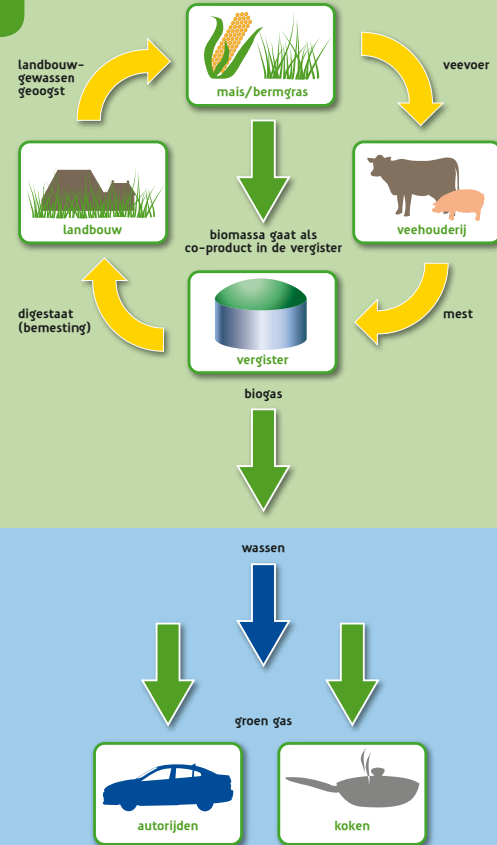 landbouw-
gewassen
geoogst
mais/bermgras
veevoer
landbouw
biomassa gaat als
co-product in de vergister
veehouderij
digestaat
(bemesting)
vergister
mest
biogas
wassen
groen gas
autorijden
koken